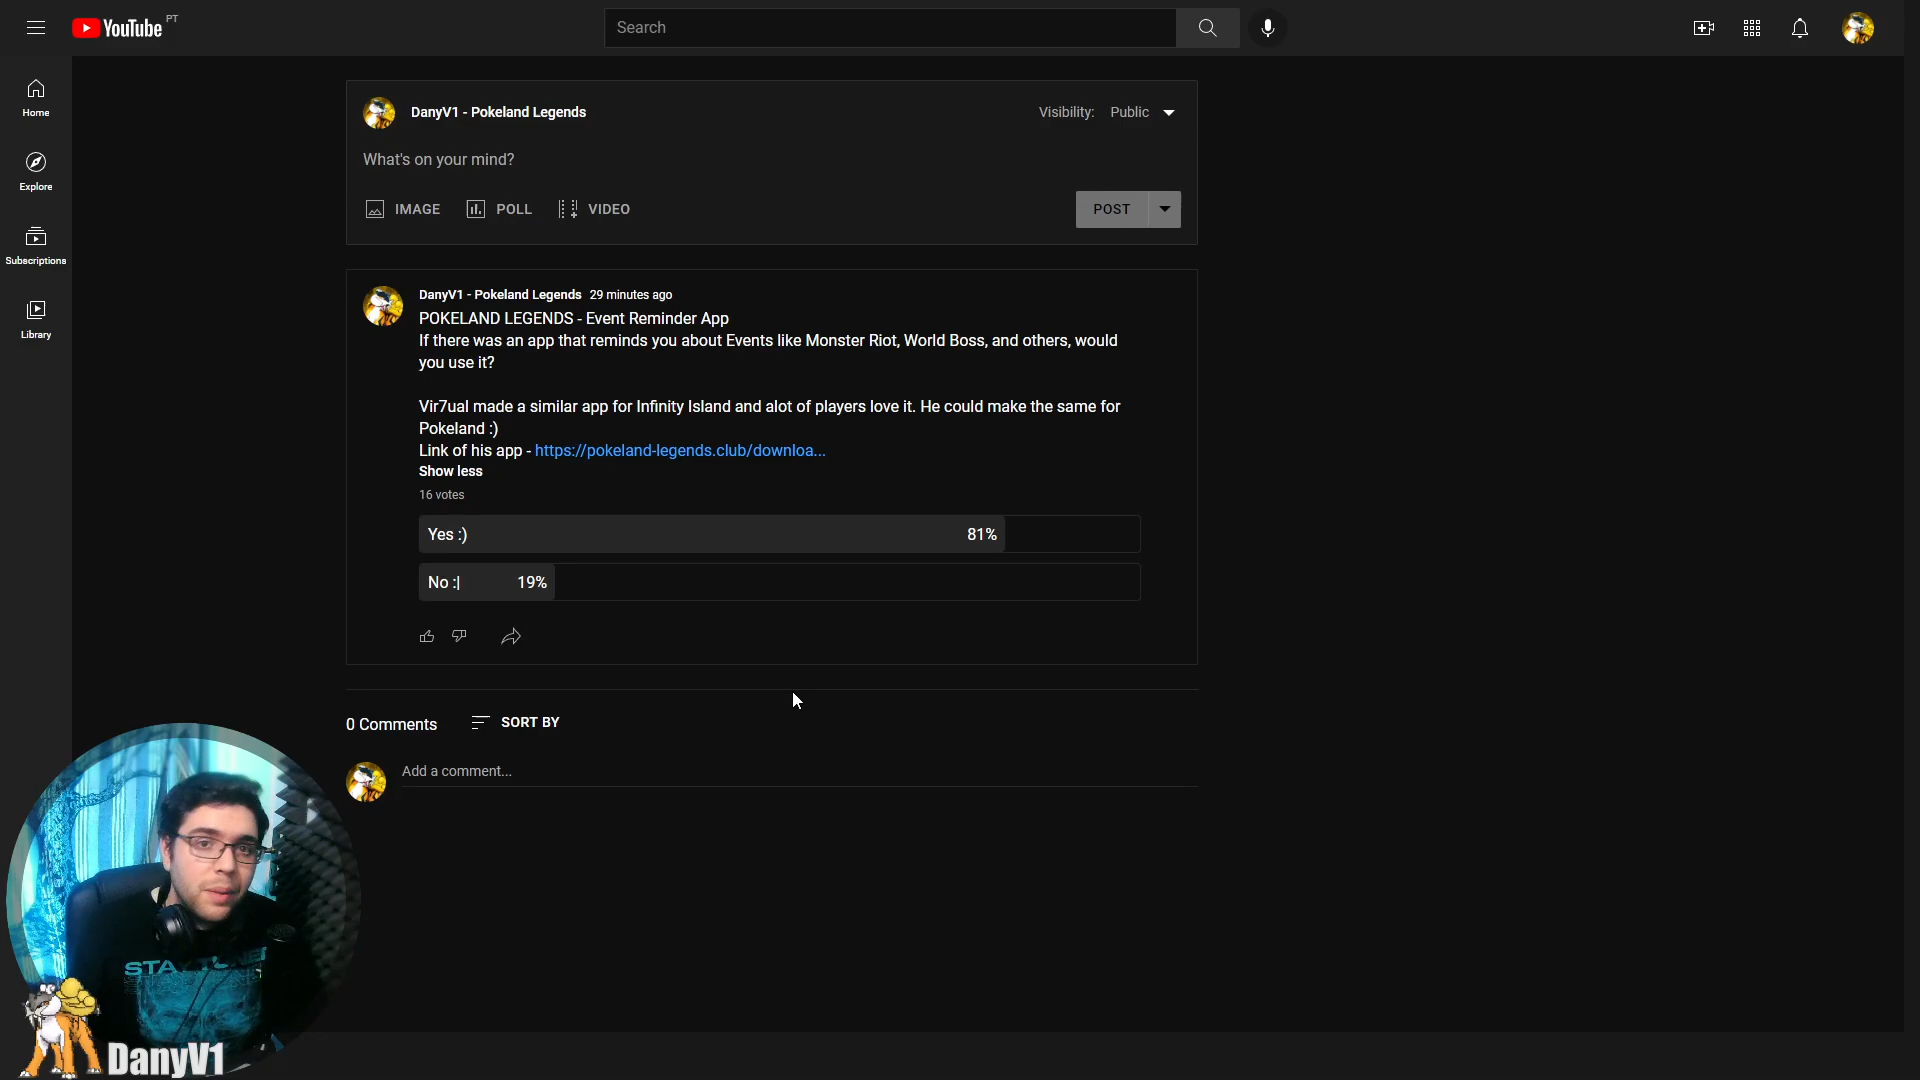 YouTube PT
Search
Home
Explore
Subscriptions
Library
DanyV1 - Pokeland Legends
Visibility: Public
What's on your mind?
IMAGE POLL VIDEO
POST
DanyV1 - Pokeland Legends 29 minutes ago
POKELAND LEGENDS - Event Reminder App
If there was an app that reminds you about Events like Monster Riot, World Boss, and others, would
you use it?
Vir7ual made a similar app for Infinity Island and alot of players love it. He could make the same for
Pokeland :)
Link of his app - https://pokeland-legends.club/downloa...
Show less
16 votes
Yes :) 81%
No :| 19%
0 Comments SORT BY
Add a comment...
DanyV1